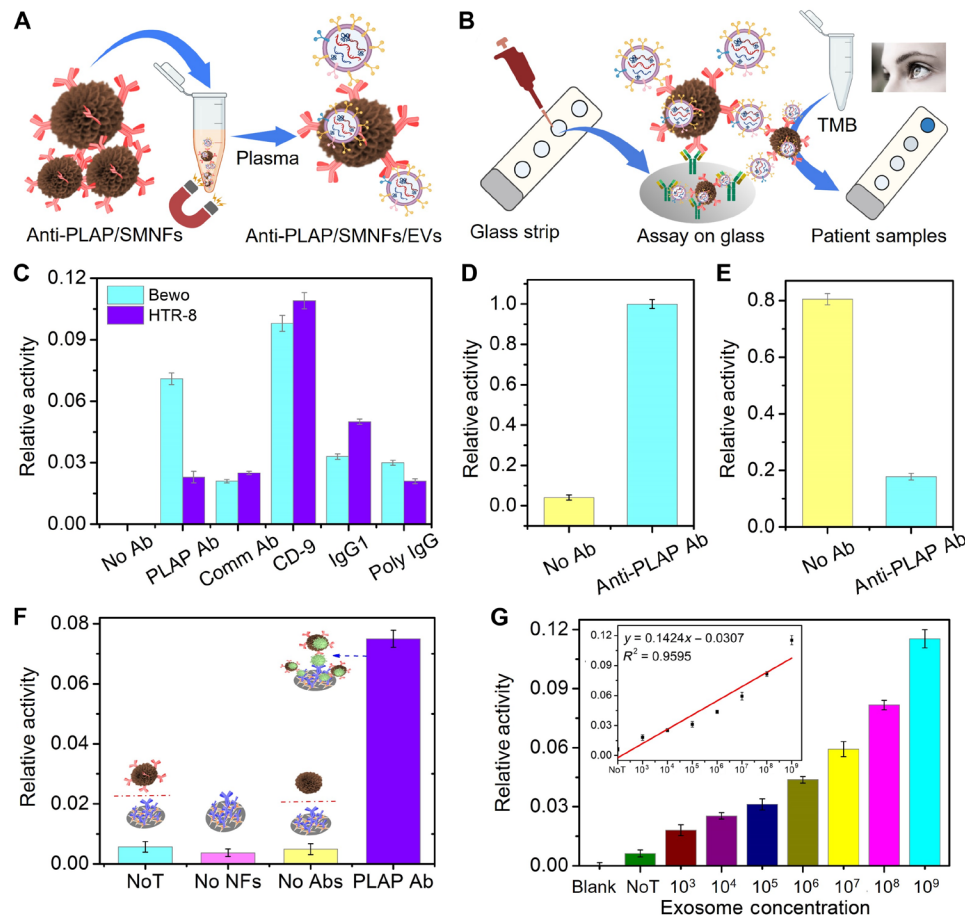 A
Plasma
Anti-PLAP/SMNFs
Anti-PLAP/SMNFs/EVs
B
TMB
Glass strip
Assay on glass
Patient samples
C
Relative activity
0.12
0.09
0.06
0.03
0.00
Bewo
HTR-8
No Ab
PLAP Ab
Comm Ab
CD-9
IgG1
Poly IgG
D
Relative activity
1.0
0.8
0.6
0.4
0.2
0.0
No Ab
Anti-PLAP Ab
E
Relative activity
0.8
0.6
0.4
0.2
0.0
No Ab
Anti-PLAP Ab
F
Relative activity
0.08
0.06
0.04
0.02
0.00
NoT
No NFs
No Abs
PLAP Ab
G
Relative activity
0.12
0.09
0.06
0.03
0.00
y = 0.1424x – 0.0307
R² = 0.9595
0.12
0.09
0.06
0.03
0.00
NoT 10³ 10⁴ 10⁵ 10⁶ 10⁷ 10⁸ 10⁹
Blank NoT 10³ 10⁴ 10⁵ 10⁶ 10⁷ 10⁸ 10⁹
Exosome concentration